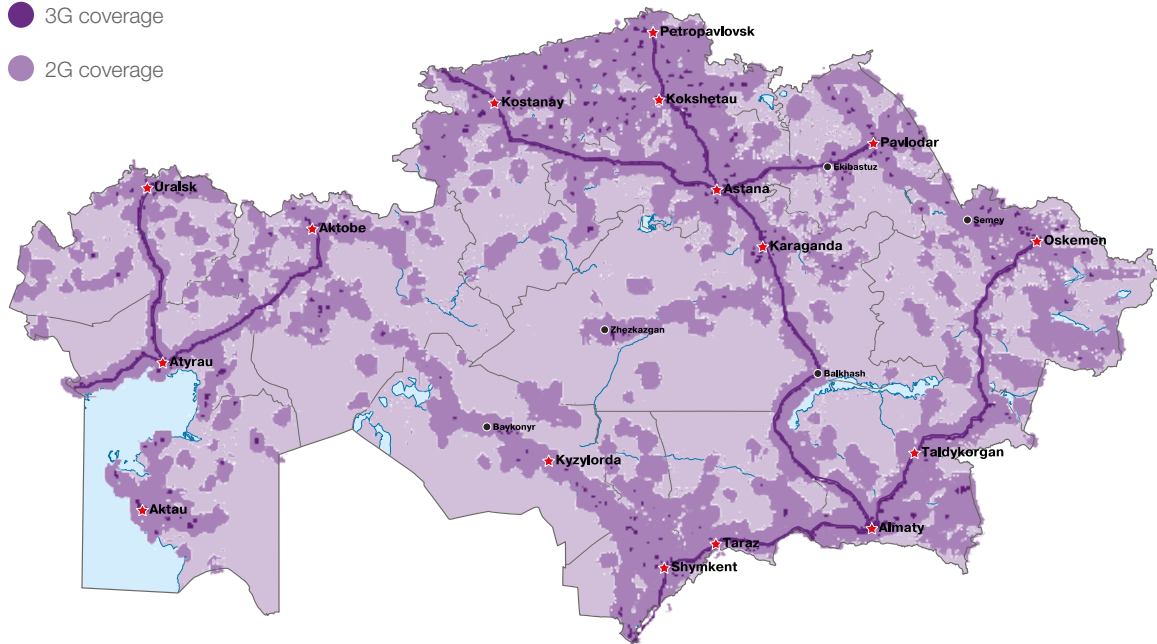 3G coverage
2G coverage
Petropavlovsk
Kostanay
Kokshetau
Pavlodar
Ekibastuz
Uralsk
Astana
Semey
Aktobe
Oskemen
Karaganda
Zhezkazgan
Atyrau
Balkhash
Baykonyr
Taldykorgan
Kyzylorda
Aktau
Almaty
Taraz
Shymkent